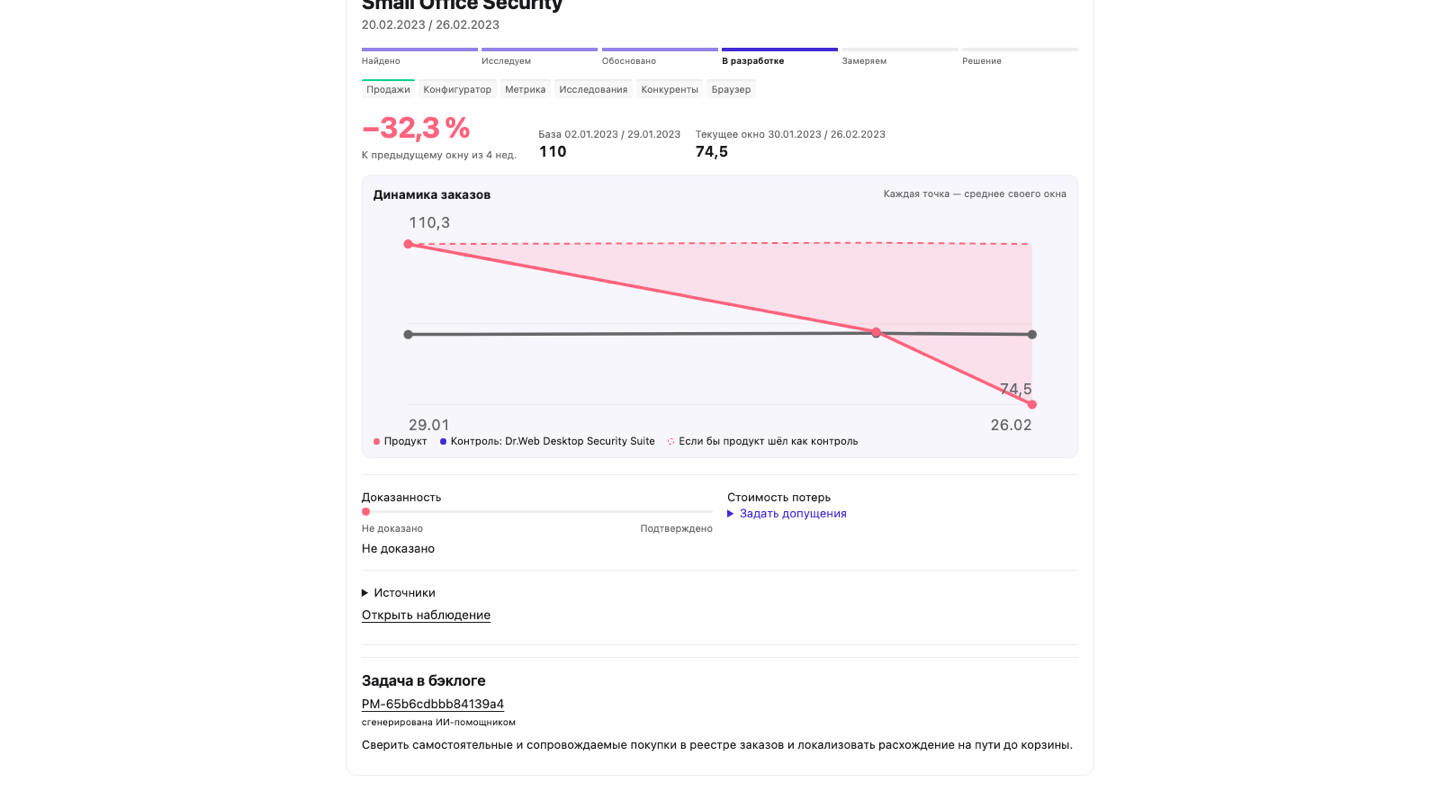 Small Office Security
20.02.2023 / 26.02.2023
Найдено Исследуем Обосновано В разработке Замеряем Решение
Продажи Конфигуратор Метрика Исследования Конкуренты Браузер
−32,3 %
К предыдущему окну из 4 нед.
База 02.01.2023 / 29.01.2023
110
Текущее окно 30.01.2023 / 26.02.2023
74,5
Динамика заказов
Каждая точка — среднее своего окна
110,3
74,5
29.01 26.02
Продукт Контроль: Dr.Web Desktop Security Suite Если бы продукт шёл как контроль
Доказанность
Не доказано Подтверждено
Не доказано
Стоимость потерь
Задать допущения
Источники
Открыть наблюдение
Задача в бэклоге
PM-65b6cdbbb84139a4
сгенерирована ИИ-помощником
Сверить самостоятельные и сопровождаемые покупки в реестре заказов и локализовать расхождение на пути до корзины.